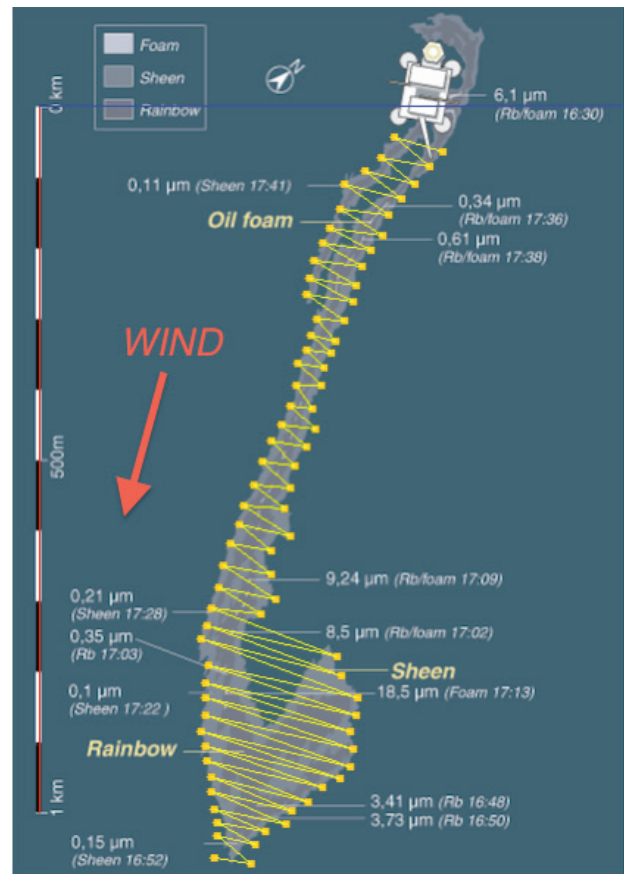 Foam
Sheen
Rainbow
N
0 km
6,1 µm
(Rb/foam 16:30)
0,11 µm (Sheen 17:41)
0,34 µm
(Rb/foam 17:36)
Oil foam
0,61 µm
(Rb/foam 17:38)
WIND
500m
9,24 µm (Rb/foam 17:09)
0,21 µm
(Sheen 17:28)
8,5 µm (Rb/foam 17:02)
0,35 µm
(Rb 17:03)
Sheen
0,1 µm
(Sheen 17:22 )
18,5 µm (Foam 17:13)
Rainbow
3,41 µm (Rb 16:48)
1 km
3,73 µm (Rb 16:50)
0,15 µm
(Sheen 16:52)